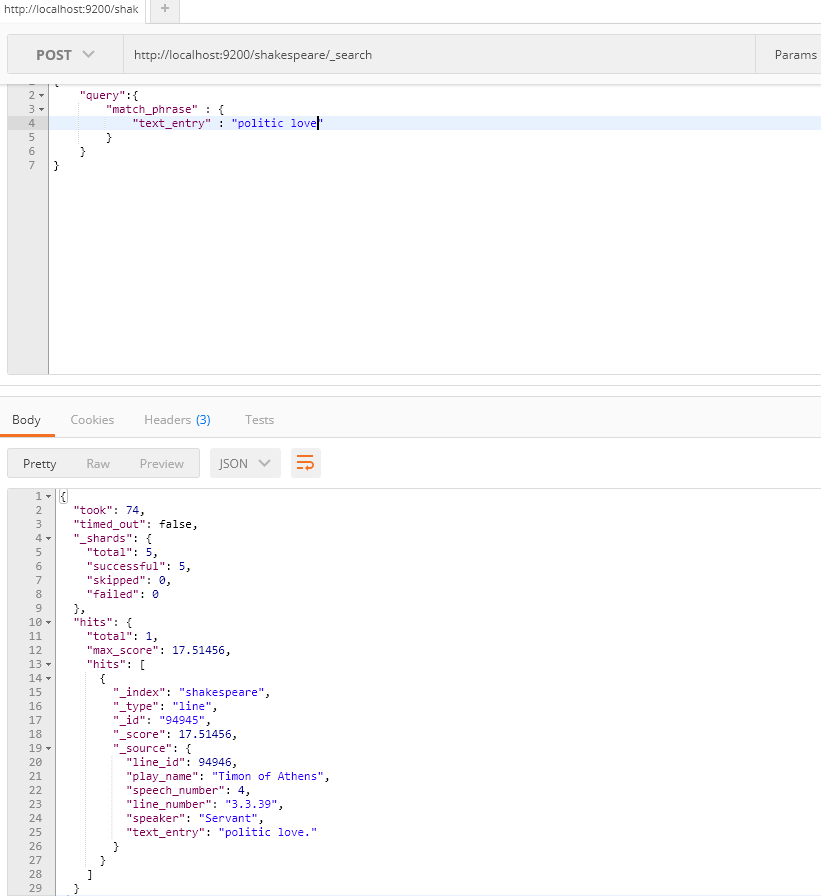 http://localhost:9200/shak +
POST http://localhost:9200/shakespeare/_search Params
2 "query":{
3 "match_phrase" : {
4 "text_entry" : "politic love"
5 }
6 }
7 }
Body Cookies Headers (3) Tests
Pretty Raw Preview JSON
1 {
2 "took": 74,
3 "timed_out": false,
4 "_shards": {
5 "total": 5,
6 "successful": 5,
7 "skipped": 0,
8 "failed": 0
9 },
10 "hits": {
11 "total": 1,
12 "max_score": 17.51456,
13 "hits": [
14 {
15 "_index": "shakespeare",
16 "_type": "line",
17 "_id": "94945",
18 "_score": 17.51456,
19 "_source": {
20 "line_id": 94946,
21 "play_name": "Timon of Athens",
22 "speech_number": 4,
23 "line_number": "3.3.39",
24 "speaker": "Servant",
25 "text_entry": "politic love."
26 }
27 }
28 ]
29 }